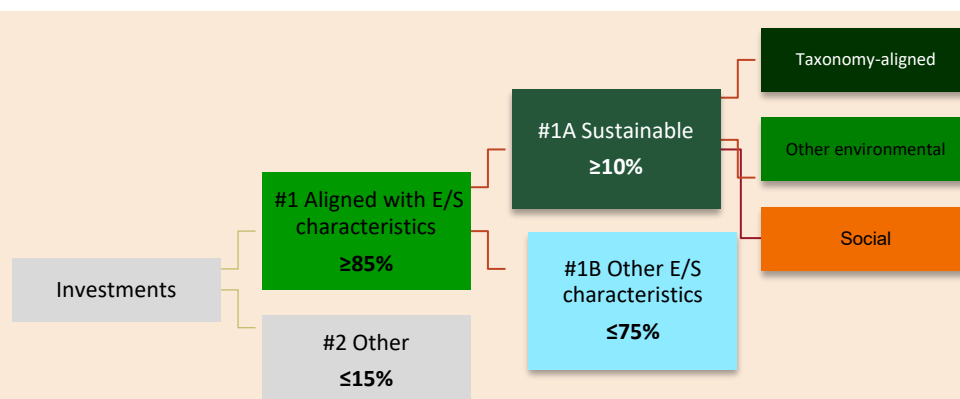 Investments
#1 Aligned with E/S
characteristics
≥85%
#2 Other
≤15%
#1A Sustainable
≥10%
#1B Other E/S
characteristics
≤75%
Taxonomy-aligned
Other environmental
Social